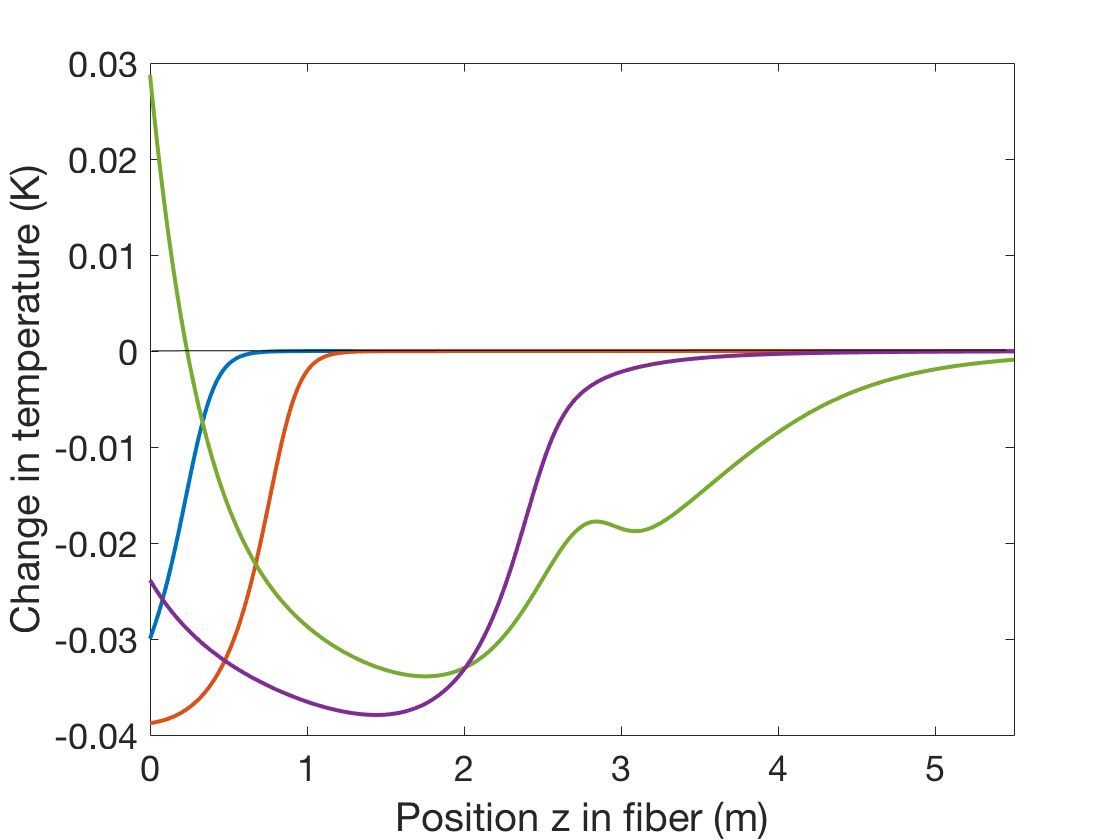 Change in temperature (K)
0.03
0.02
0.01
0
-0.01
-0.02
-0.03
-0.04
0 1 2 3 4 5
Position z in fiber (m)